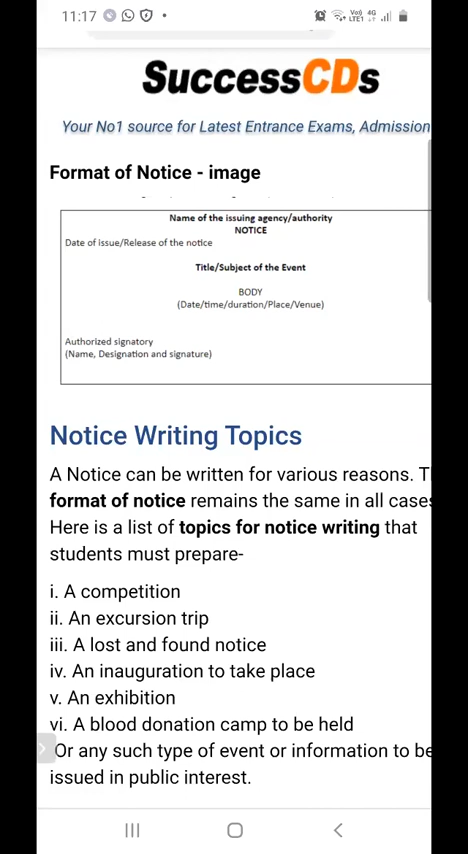 11:17
Vo)) 4G
LTE1
SuccessCDs
Your No1 source for Latest Entrance Exams, Admission
Format of Notice - image
Name of the issuing agency/authority
NOTICE
Date of issue/Release of the notice
Title/Subject of the Event
BODY
(Date/time/duration/Place/Venue)
Authorized signatory
(Name, Designation and signature)
Notice Writing Topics
A Notice can be written for various reasons. T
format of notice remains the same in all cases
Here is a list of topics for notice writing that
students must prepare-
i. A competition
ii. An excursion trip
iii. A lost and found notice
iv. An inauguration to take place
v. An exhibition
vi. A blood donation camp to be held
Or any such type of event or information to be
issued in public interest.